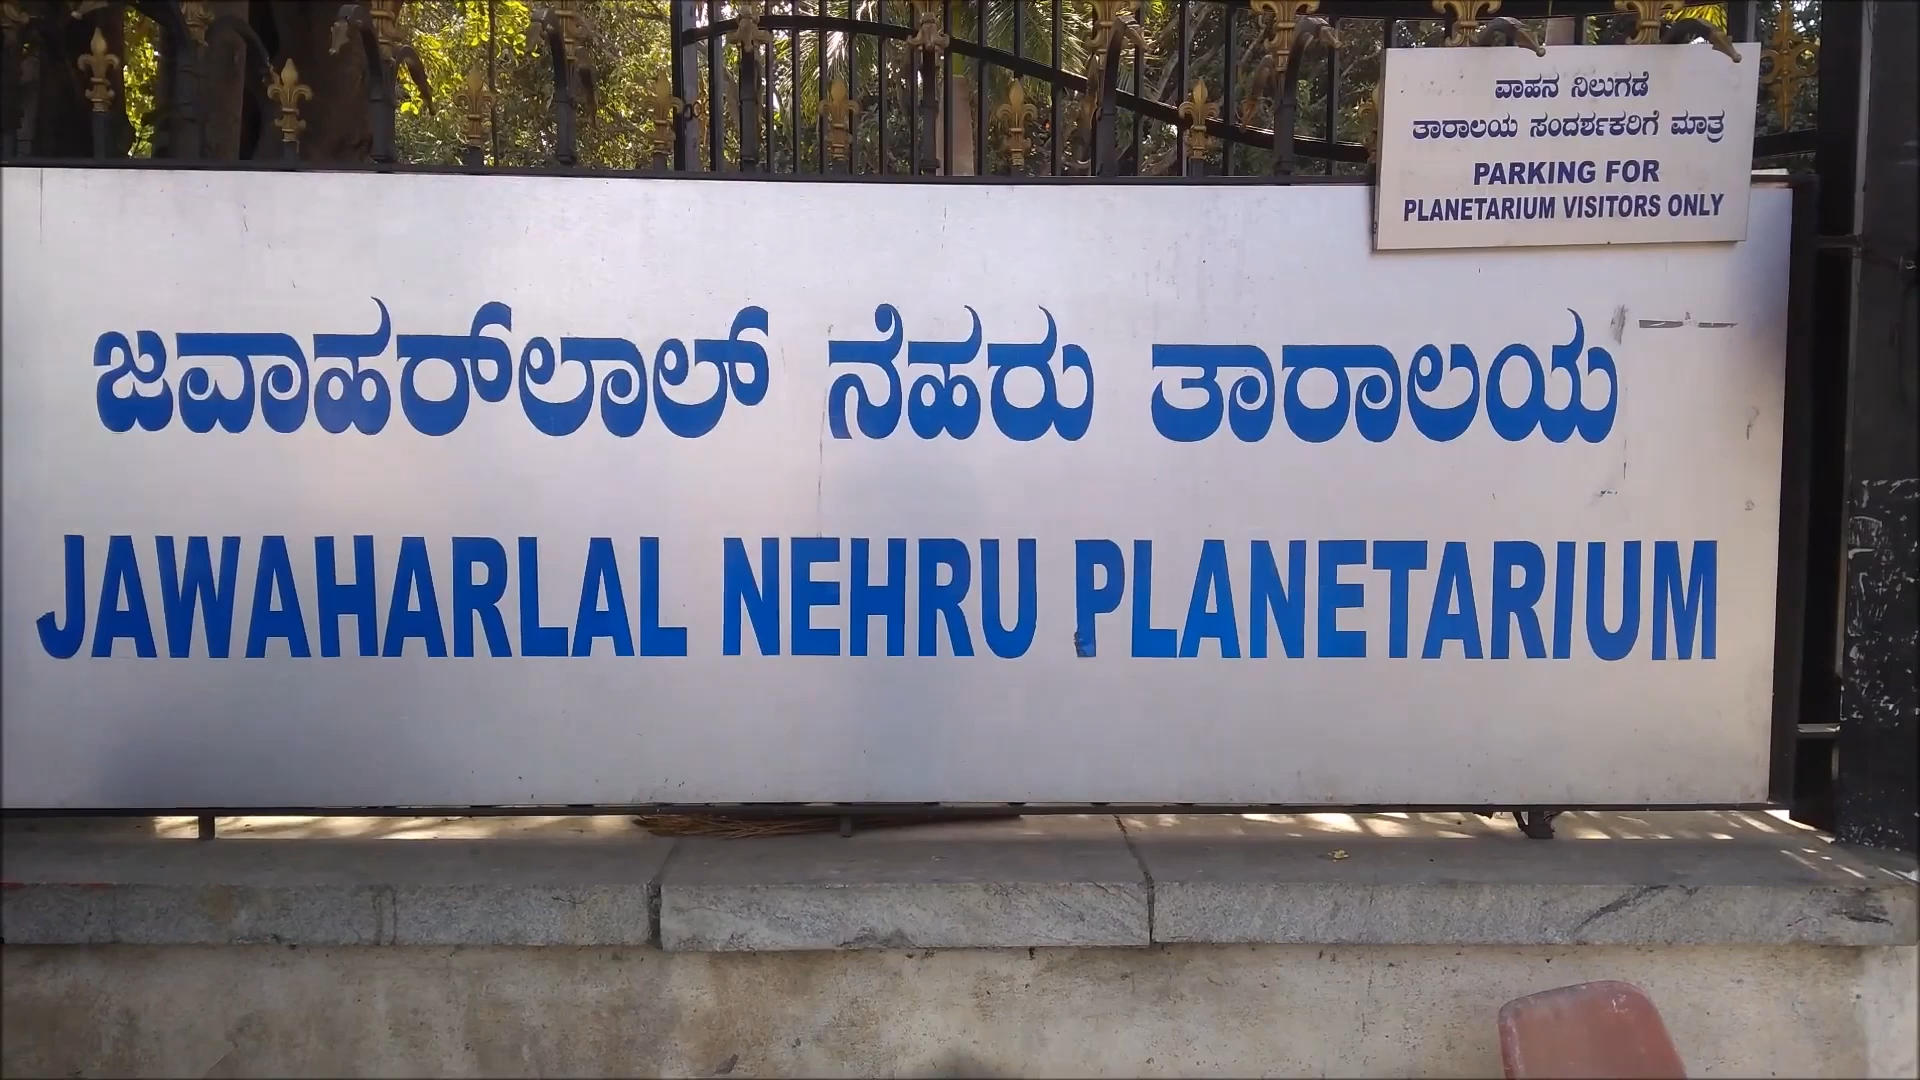 ವಾಹನ ನಿಲುಗಡೆ
ತಾರಾಲಯ ಸಂದರ್ಶಕರಿಗೆ ಮಾತ್ರ
PARKING FOR
PLANETARIUM VISITORS ONLY
ಜವಾಹರ್‌ಲಾಲ್ ನೆಹರು ತಾರಾಲಯ
JAWAHARLAL NEHRU PLANETARIUM